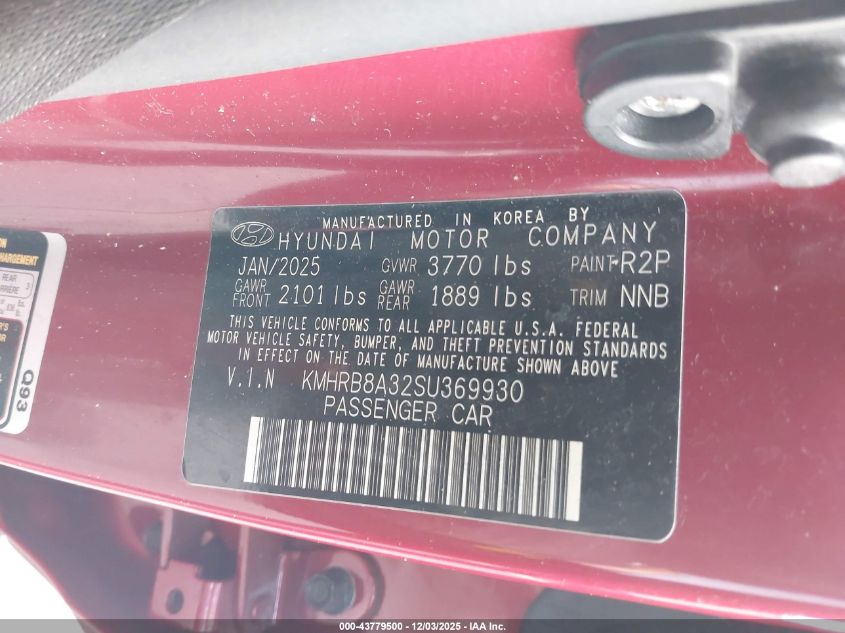 MANUFACTURED IN KOREA BY
HYUNDAI MOTOR COMPANY
JAN/2025 GVWR 3770 lbs PAINT R2P
GAWR FRONT 2101 lbs GAWR REAR 1889 lbs TRIM NNB
THIS VEHICLE CONFORMS TO ALL APPLICABLE U.S.A. FEDERAL
MOTOR VEHICLE SAFETY, BUMPER, AND THEFT PREVENTION STANDARDS
IN EFFECT ON THE DATE OF MANUFACTURE SHOWN ABOVE.
V.I.N KMHRB8A32SU369930
PASSENGER CAR
HARGEMENT
REAR
3
Q93
000-43779500 - 12/03/2025 - IAA Inc.